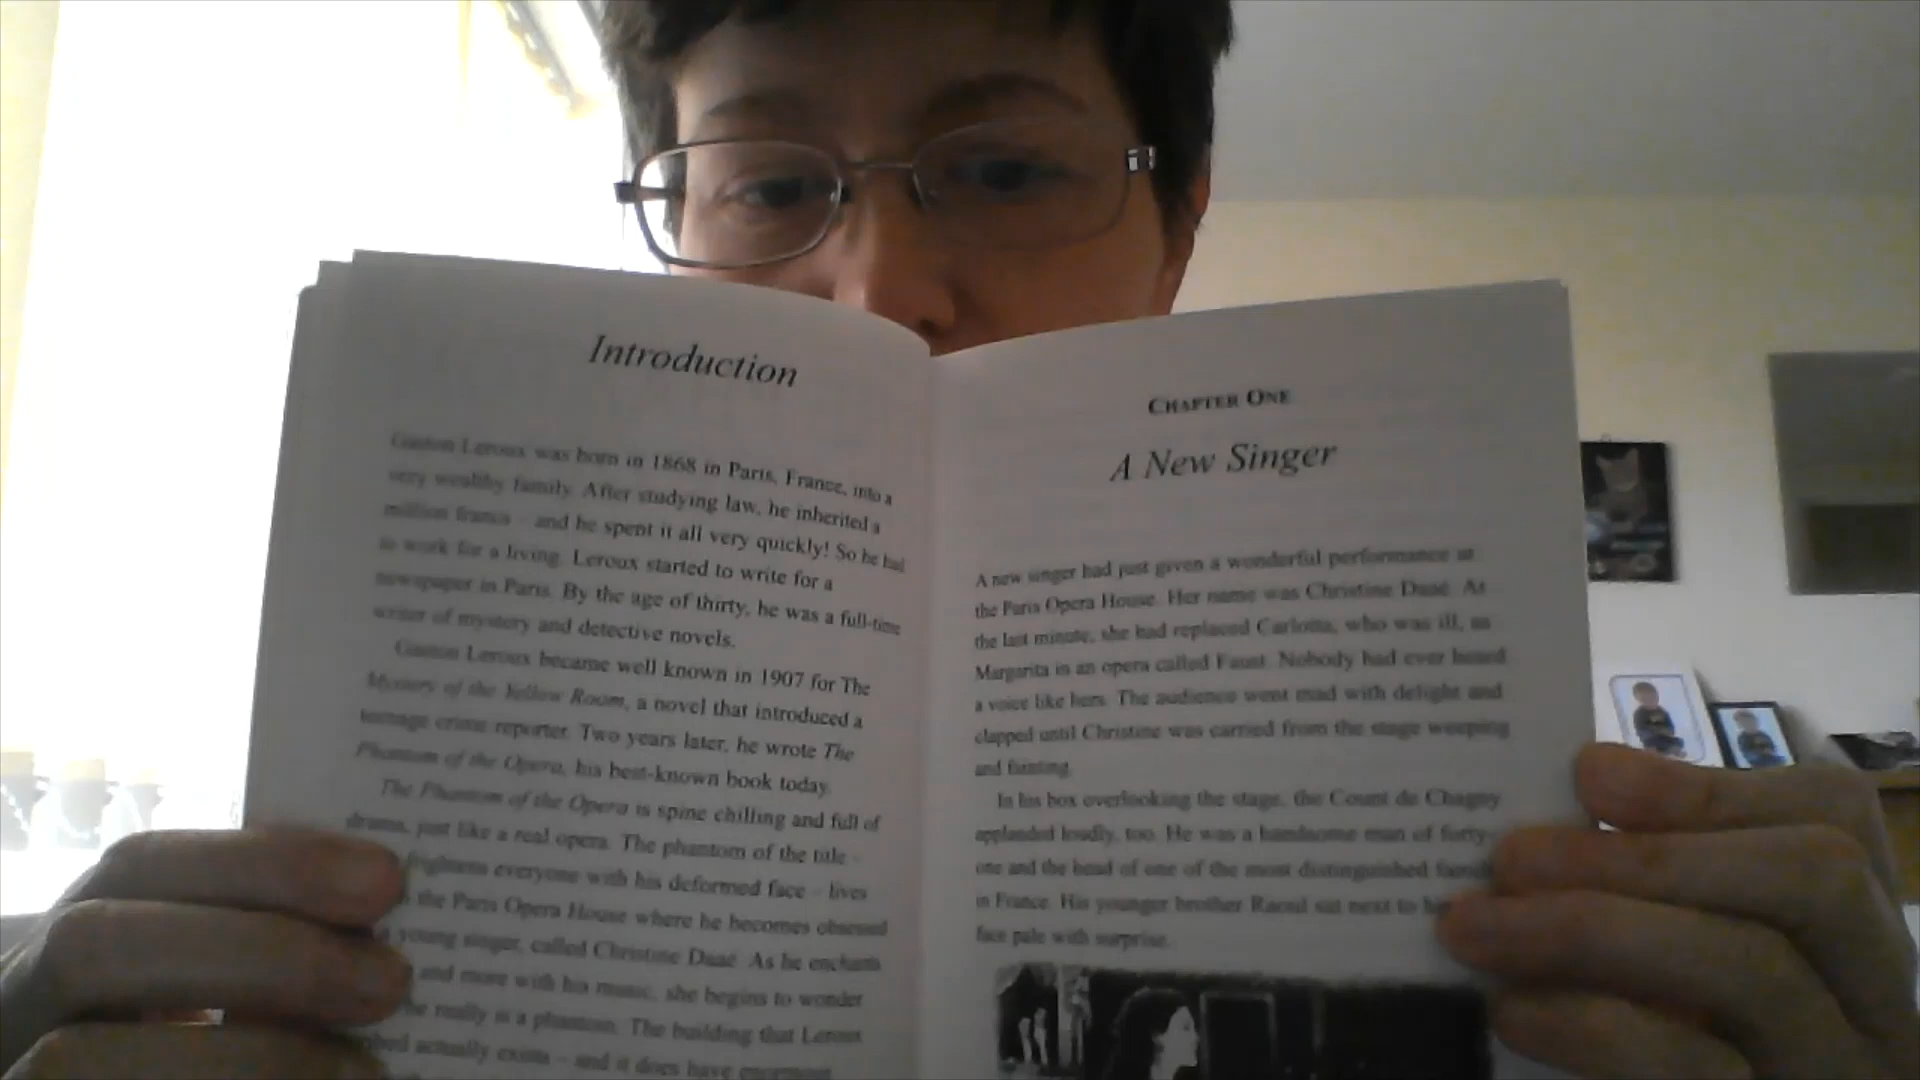 Introduction
Gaston Leroux was born in 1868 in Paris, France, into a
very wealthy family. After studying law, he inherited a
million francs – and he spent it all very quickly! So he had
to work for a living. Leroux started to write for a
newspaper in Paris. By the age of thirty, he was a full-time
writer of mystery and detective novels.
Gaston Leroux became well known in 1907 for The
Mystery of the Yellow Room, a novel that introduced a
teenage crime reporter. Two years later, he wrote The
Phantom of the Opera, his best-known book today.
The Phantom of the Opera is spine chilling and full of
drama, just like a real opera. The phantom of the title –
frightens everyone with his deformed face – lives
the Paris Opera House where he becomes obsessed
a young singer, called Christine Daaé. As he enchants
and more with his music, she begins to wonder
he really is a phantom. The building that Leroux
actually exists – and it does have enormous
CHAPTER ONE
A New Singer
A new singer had just given a wonderful performance at
the Paris Opera House. Her name was Christine Daaé. At
the last minute, she had replaced Carlotta, who was ill, as
Margarita in an opera called Faust. Nobody had ever heard
a voice like hers. The audience went mad with delight and
clapped until Christine was carried from the stage weeping
and fainting.
In his box overlooking the stage, the Count de Chagny
applauded loudly, too. He was a handsome man of forty-
one and the head of one of the most distinguished
in France. His younger brother Raoul sat next to
face pale with surprise.